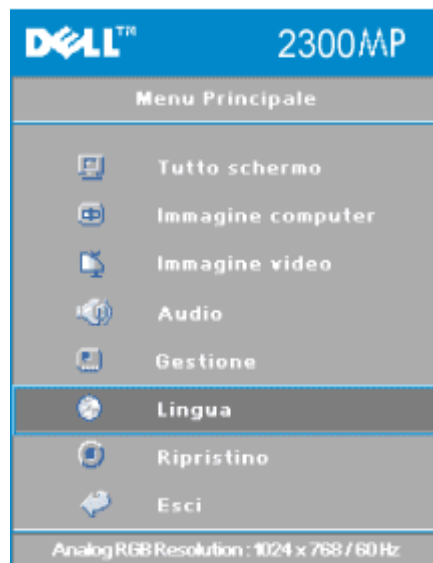 DELL™ 2300MP
Menu Principale
Tutto schermo
Immagine computer
Immagine video
Audio
Gestione
Lingua
Ripristino
Esci
Analog RGB Resolution : 1024 x 768 / 60 Hz